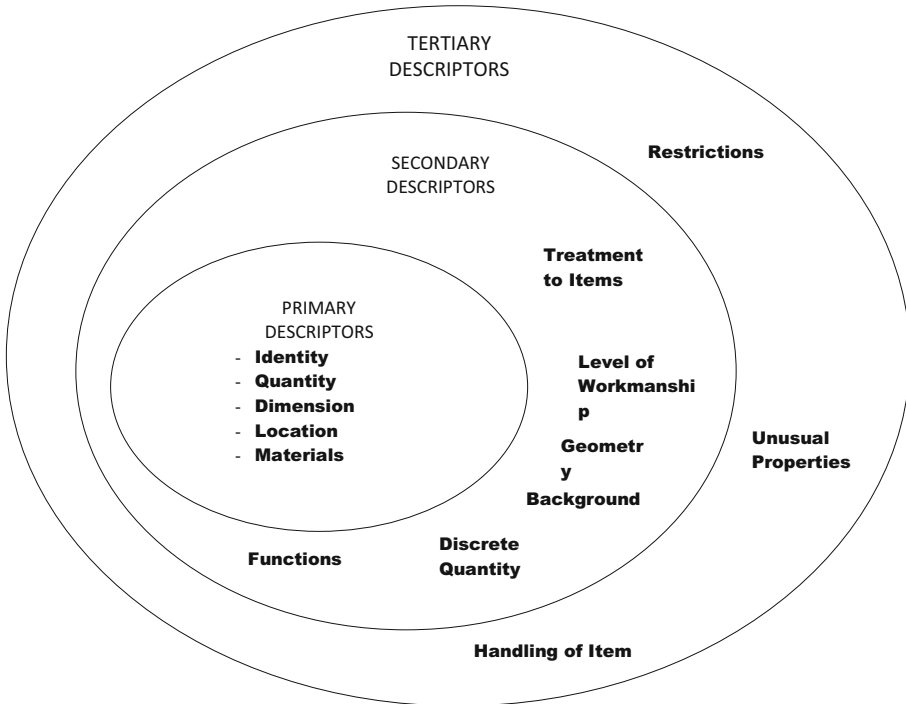 TERTIARY
DESCRIPTORS
Restrictions
SECONDARY
DESCRIPTORS
Treatment
to Items
PRIMARY
DESCRIPTORS
- Identity
- Quantity
- Dimension
- Location
- Materials
Level of
Workmanshi
p
Unusual
Properties
Geometr
y
Background
Functions
Discrete
Quantity
Handling of Item